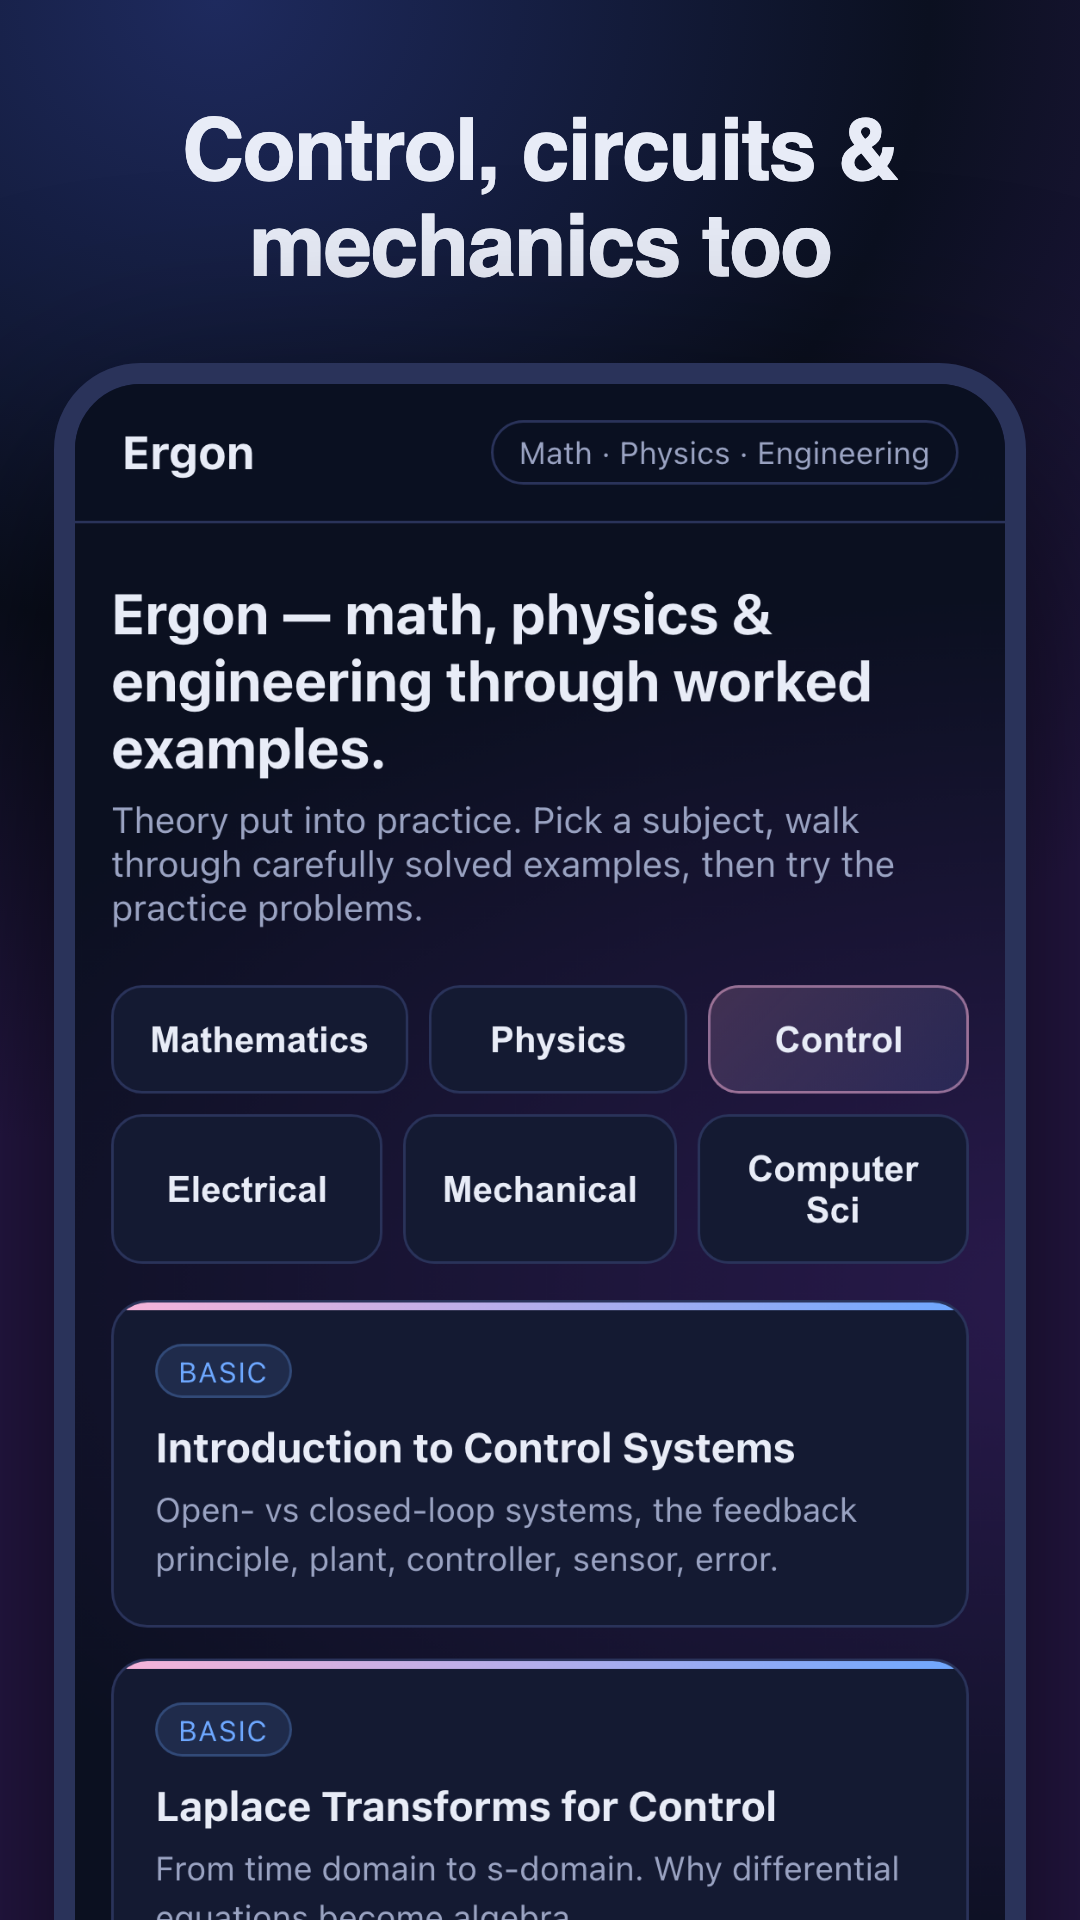 Control, circuits &
mechanics too
Ergon
Math · Physics · Engineering
Ergon — math, physics &
engineering through worked
examples.
Theory put into practice. Pick a subject, walk
through carefully solved examples, then try the
practice problems.
Mathematics
Physics
Control
Electrical
Mechanical
Computer
Sci
BASIC
Introduction to Control Systems
Open- vs closed-loop systems, the feedback
principle, plant, controller, sensor, error.
BASIC
Laplace Transforms for Control
From time domain to s-domain. Why differential
equations become algebra